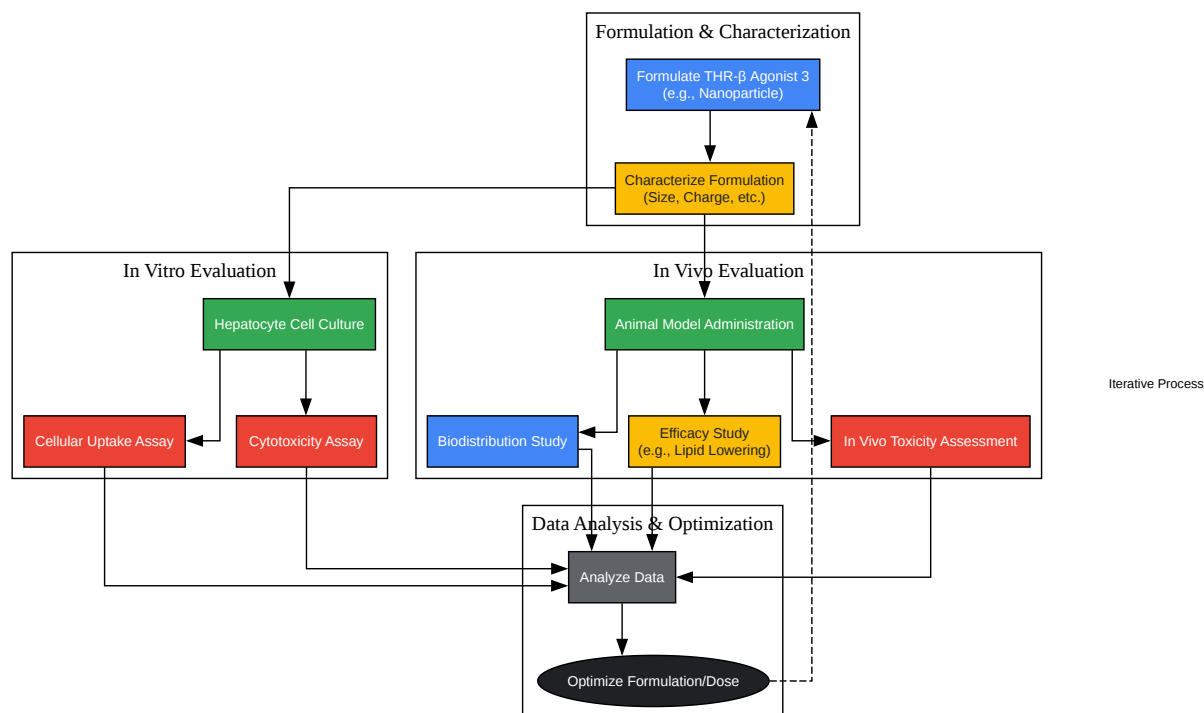 Formulation & Characterization
Formulate THR-β Agonist 3
(e.g., Nanoparticle)
Characterize Formulation
(Size, Charge, etc.)
In Vitro Evaluation
In Vivo Evaluation
Hepatocyte Cell Culture
Animal Model Administration
Iterative Process
Cellular Uptake Assay
Cytotoxicity Assay
Biodistribution Study
Efficacy Study
(e.g., Lipid Lowering)
In Vivo Toxicity Assessment
Data Analysis & Optimization
Analyze Data
Optimize Formulation/Dose